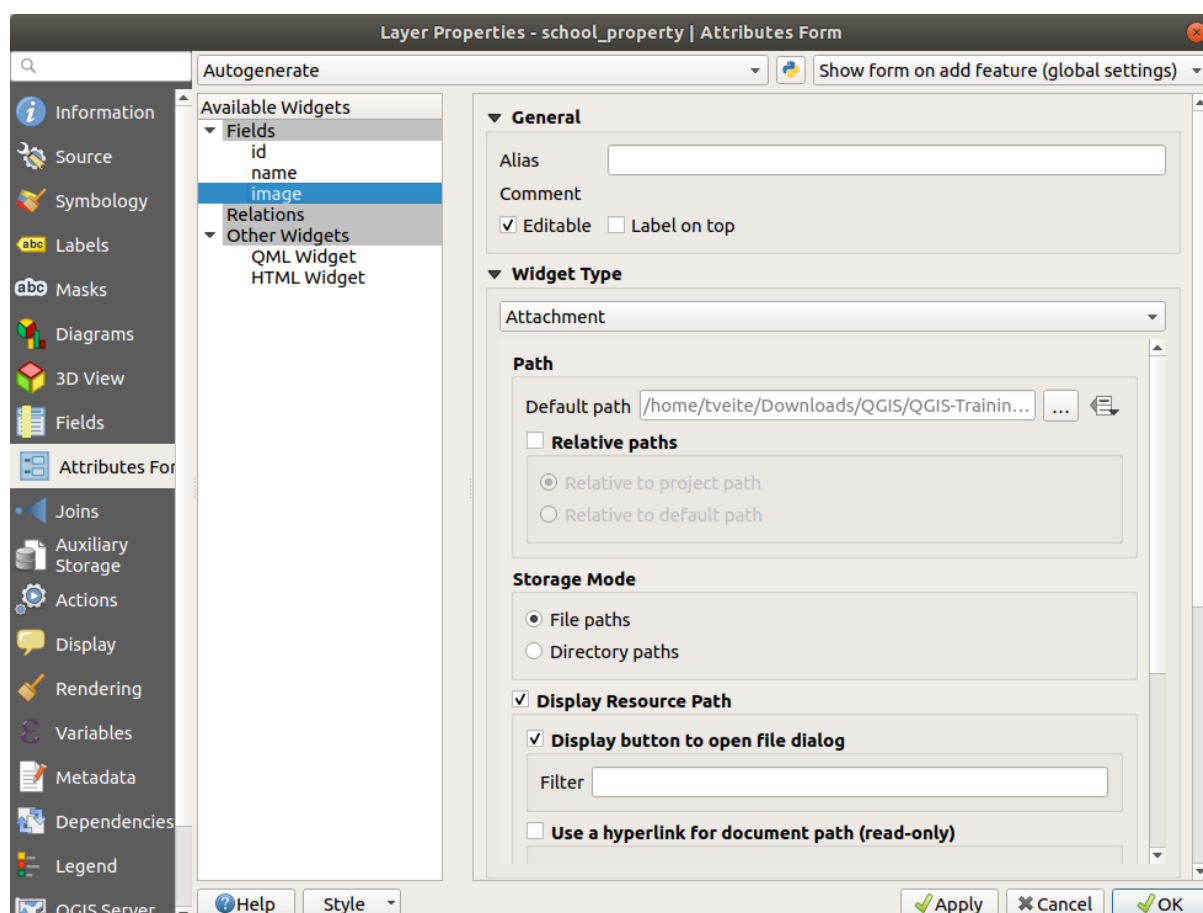 Layer Properties - school_property | Attributes Form
Autogenerate
Show form on add feature (global settings)
Information
Source
Symbology
abc Labels
abc Masks
Diagrams
3D View
Fields
Attributes For
Joins
Auxiliary
Storage
Actions
Display
Rendering
Variables
Metadata
Dependencies
Legend
QGIS Server
Available Widgets
Fields
id
name
image
Relations
Other Widgets
QML Widget
HTML Widget
General
Alias
Comment
Editable Label on top
Widget Type
Attachment
Path
Default path /home/tveite/Downloads/QGIS/QGIS-Trainin... ...
Relative paths
Relative to project path
Relative to default path
Storage Mode
File paths
Directory paths
Display Resource Path
Display button to open file dialog
Filter
Use a hyperlink for document path (read-only)
Help Style Apply Cancel OK